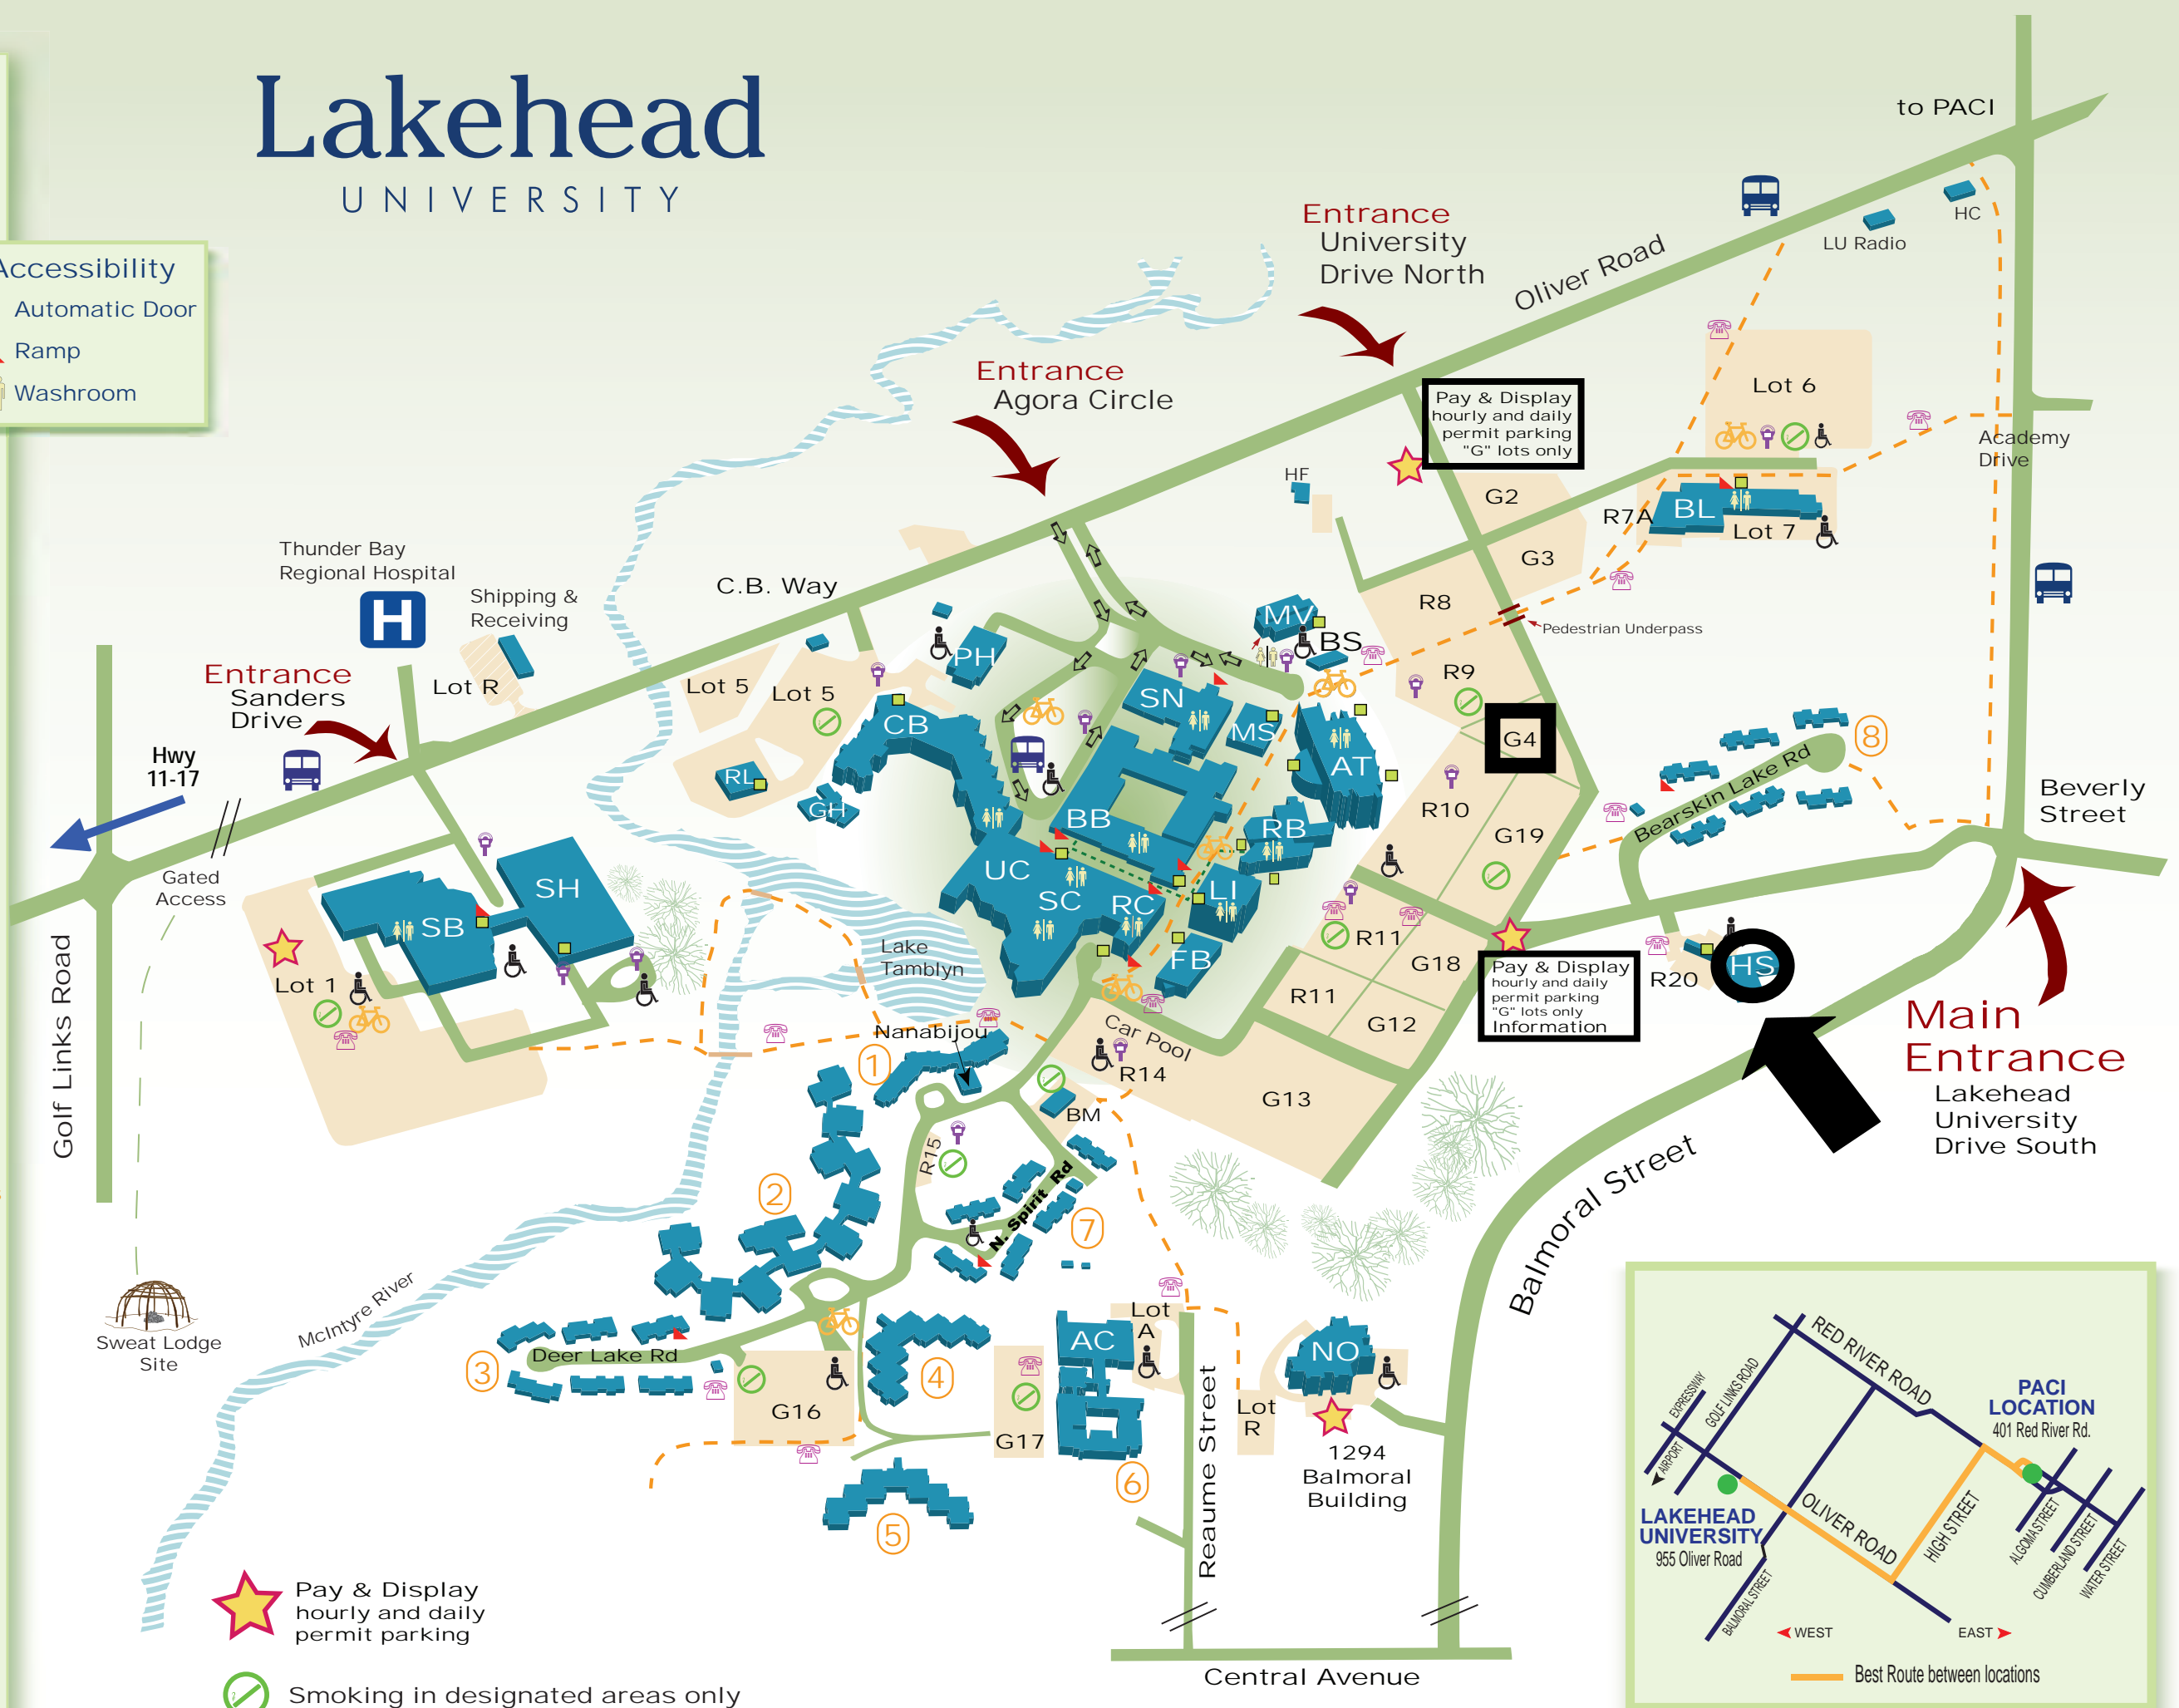 Lakehead
UNIVERSITY
Accessibility
Automatic Door
Ramp
Washroom
to PACI
HC
LU Radio
Entrance
University
Drive North
Oliver Road
Entrance
Agora Circle
Pay & Display
hourly and daily
permit parking
"G" lots only
Lot 6
Academy
Drive
HF
G2
R7A
BL
Lot 7
G3
Thunder Bay
Regional Hospital
H
Shipping &
Receiving
Lot R
C.B. Way
R8
Pedestrian Underpass
MV
BS
PH
Entrance
Sanders
Drive
Lot 5
Lot 5
R9
SN
MS
CB
G4
8
Hwy
11-17
RL
GH
AT
Bearskin Lake Rd
Beverly
Street
BB
RB
R10
G19
Gated
Access
SH
SB
UC
SC
RC
LI
FB
R11
G18
Lake
Tamblyn
Pay & Display
hourly and daily
permit parking
"G" lots only
Information
R20
HS
Lot 1
R11
G12
Main
Entrance
Lakehead
University
Drive South
Golf Links Road
Nanabijou
Car Pool
1
R14
G13
BM
R15
2
N. Spirit Rd
7
Balmoral Street
McIntyre River
Sweat Lodge
Site
Deer Lake Rd
3
4
G16
G17
AC
Lot
A
6
5
NO
Lot
R
1294
Balmoral
Building
Reaume Street
Central Avenue
Pay & Display
hourly and daily
permit parking
Smoking in designated areas only
RED RIVER ROAD
EXPRESSWAY
GOLF LINKS ROAD
AIRPORT
PACI
LOCATION
401 Red River Rd.
LAKEHEAD
UNIVERSITY
955 Oliver Road
OLIVER ROAD
HIGH STREET
ALGOMA STREET
CUMBERLAND STREET
WATER STREET
BALMORAL STREET
WEST
EAST
Best Route between locations